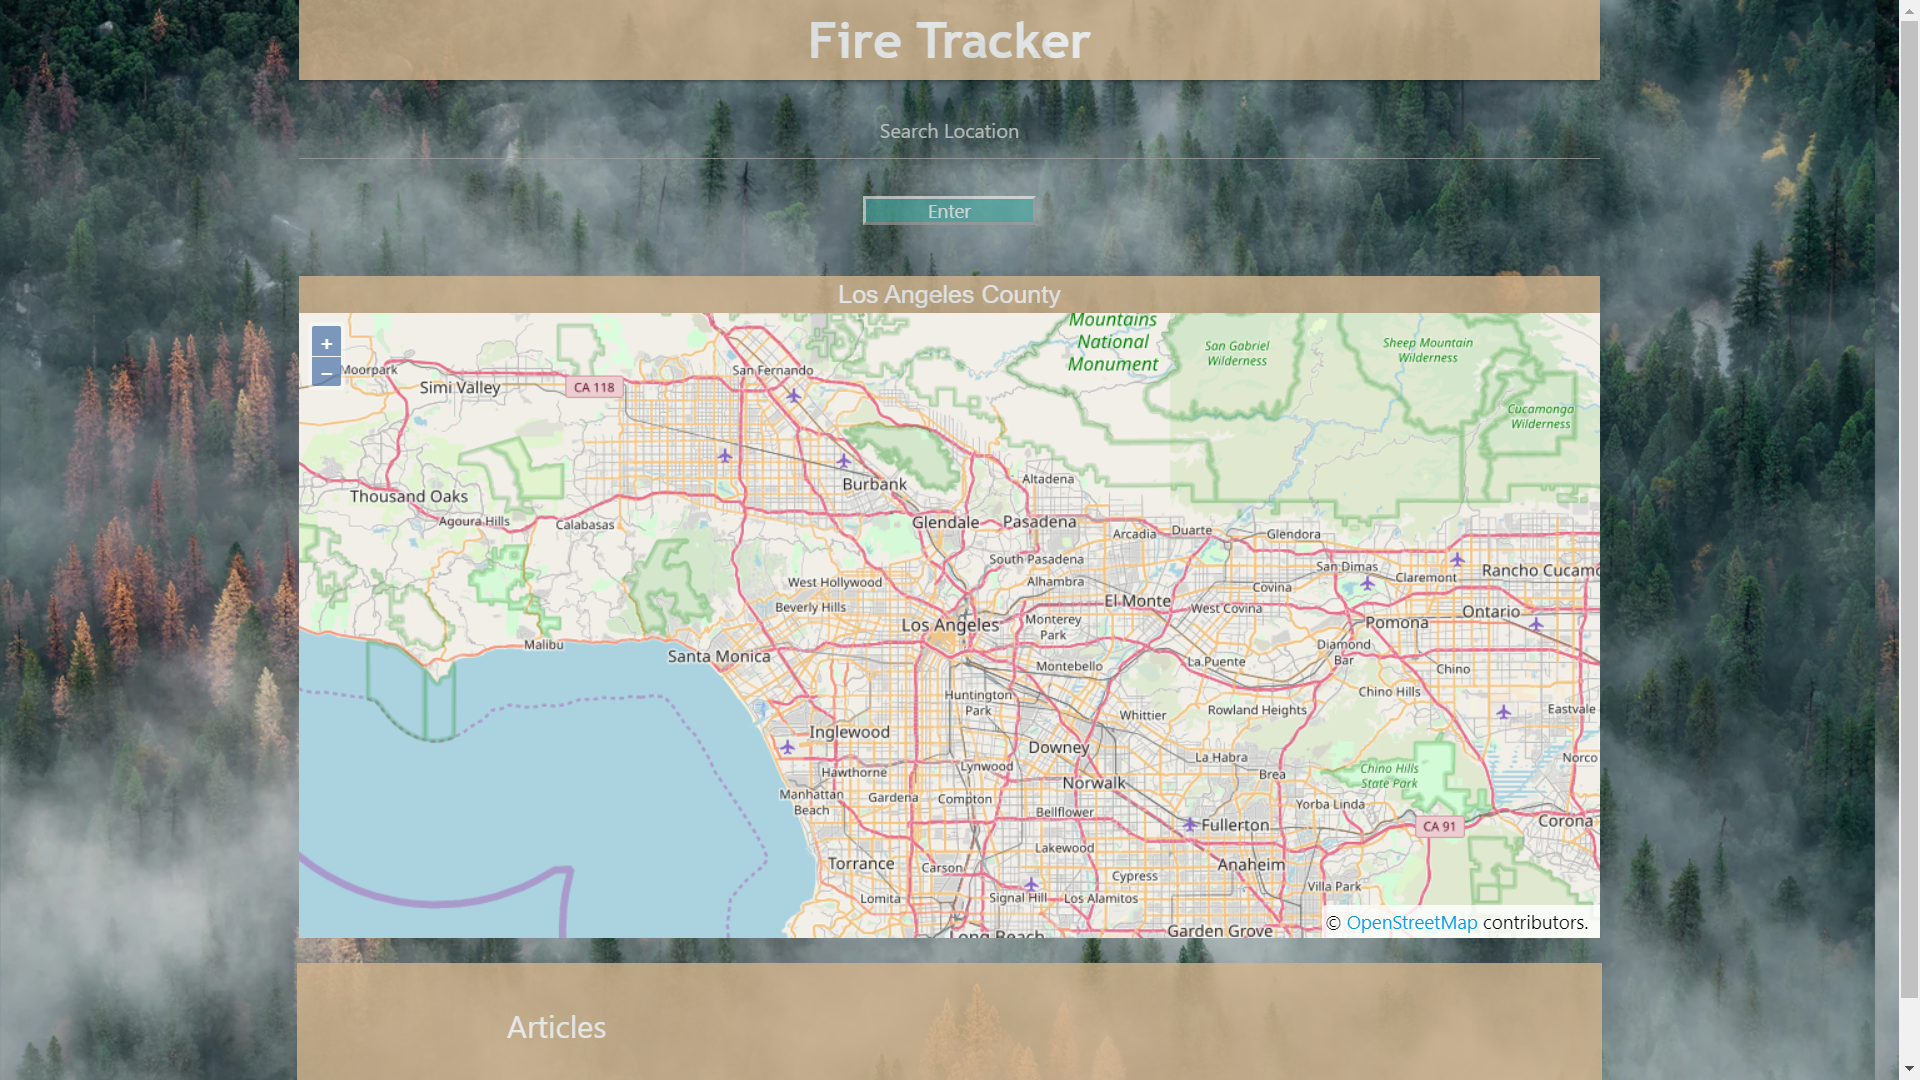 Fire Tracker
Search Location
Enter
Los Angeles County
+
−
Mountains
National
Monument
San Gabriel
Wilderness
Sheep Mountain
Wilderness
Moorpark
Simi Valley
CA 118
San Fernando
Cucamonga
Wilderness
Thousand Oaks
Burbank
Altadena
Agoura Hills
Calabasas
Glendale
Pasadena
Arcadia
Duarte
Glendora
South Pasadena
San Dimas
Claremont
Rancho Cucamo
West Hollywood
Alhambra
Covina
Beverly Hills
El Monte
West Covina
Ontario
Los Angeles
Monterey
Park
Pomona
Malibu
Santa Monica
Montebello
La Puente
Diamond
Bar
Chino
Huntington
Park
Whittier
Rowland Heights
Chino Hills
Eastvale
Inglewood
Downey
La Habra
Norco
Hawthorne
Lynwood
Norwalk
Brea
Chino Hills
State Park
Manhattan
Beach
Gardena
Compton
Bellflower
Yorba Linda
Fullerton
CA 91
Corona
Torrance
Carson
Lakewood
Anaheim
Cypress
Villa Park
Lomita
Signal Hill
Los Alamitos
Long Beach
Garden Grove
© OpenStreetMap contributors.
Articles